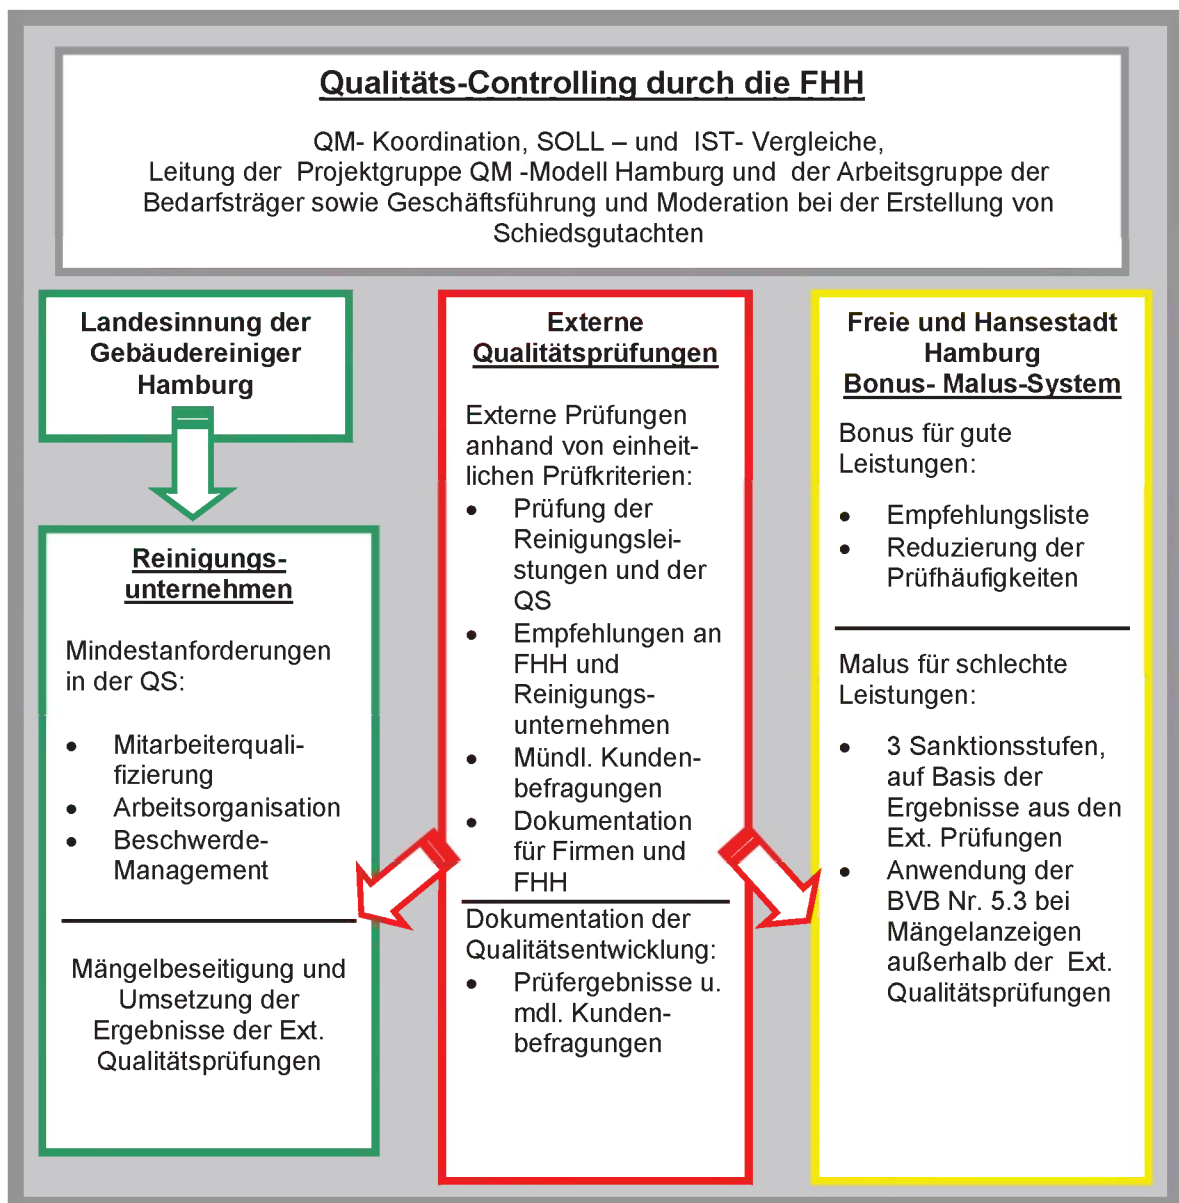 Qualitäts-Controlling durch die FHH
QM- Koordination, SOLL – und IST- Vergleiche,
Leitung der Projektgruppe QM -Modell Hamburg und der Arbeitsgruppe der
Bedarfsträger sowie Geschäftsführung und Moderation bei der Erstellung von
Schiedsgutachten
Landesinnung der
Gebäudereiniger
Hamburg
Reinigungs-
unternehmen
Mindestanforderungen
in der QS:
• Mitarbeiterquali-
fizierung
• Arbeitsorganisation
• Beschwerde-
Management
Mängelbeseitigung und
Umsetzung der
Ergebnisse der Ext.
Qualitätsprüfungen
Externe
Qualitätsprüfungen
Externe Prüfungen
anhand von einheit-
lichen Prüfkriterien:
• Prüfung der
Reinigungslei-
stungen und der
QS
• Empfehlungen an
FHH und
Reinigungs-
unternehmen
• Mündl. Kunden-
befragungen
• Dokumentation
für Firmen und
FHH
Dokumentation der
Qualitätsentwicklung:
• Prüfergebnisse u.
mdl. Kunden-
befragungen
Freie und Hansestadt
Hamburg
Bonus- Malus-System
Bonus für gute
Leistungen:
• Empfehlungsliste
• Reduzierung der
Prüfhäufigkeiten
Malus für schlechte
Leistungen:
• 3 Sanktionsstufen,
auf Basis der
Ergebnisse aus den
Ext. Prüfungen
• Anwendung der
BVB Nr. 5.3 bei
Mängelanzeigen
außerhalb der Ext.
Qualitätsprüfungen